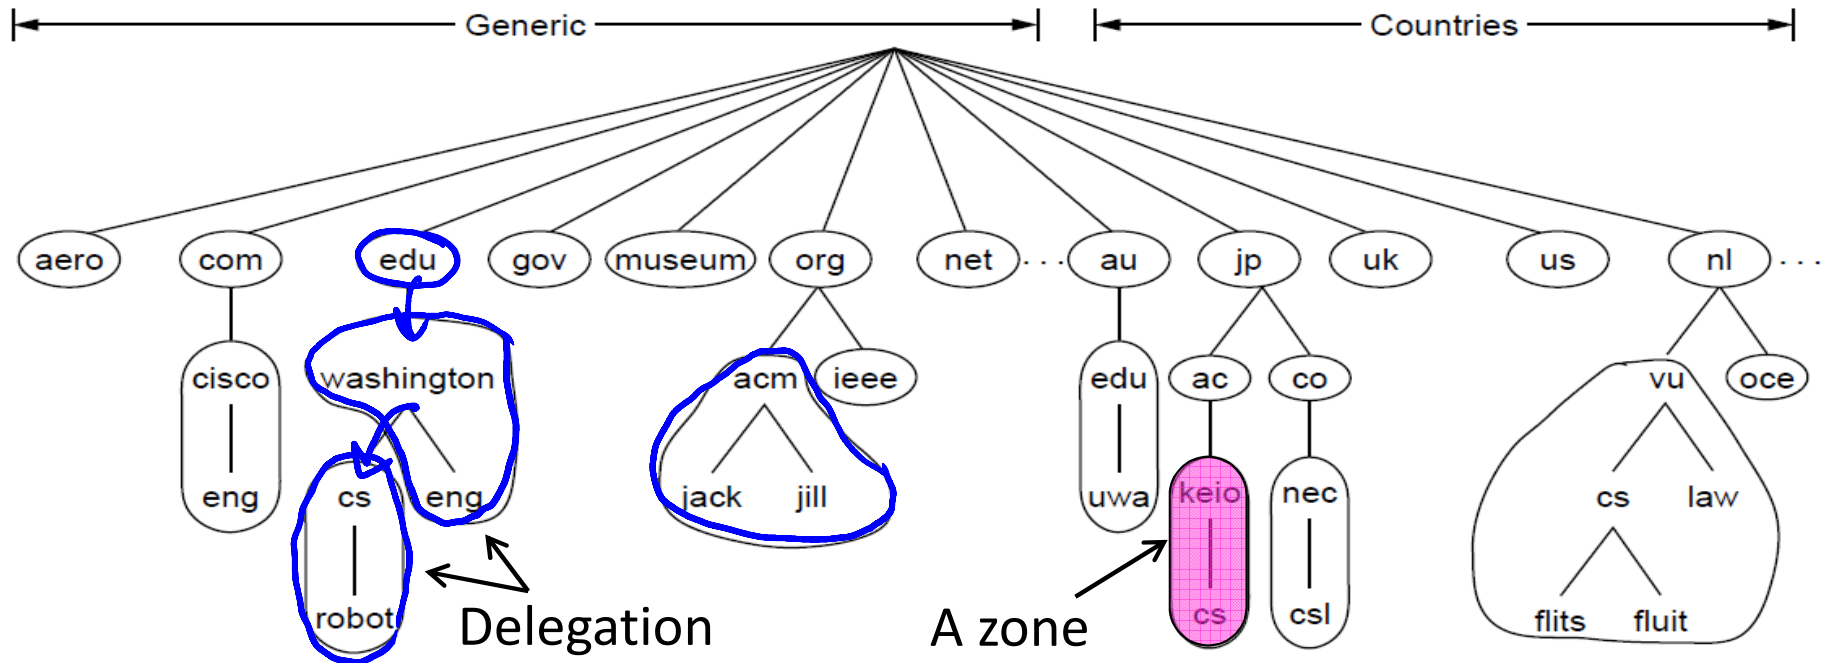 Generic Countries
aero com edu gov museum org net ... au jp uk us nl ...
cisco washington acm ieee edu ac co vu oce
eng cs eng jack jill uwa keio nec cs law
robot Delegation A zone cs csl flits fluit